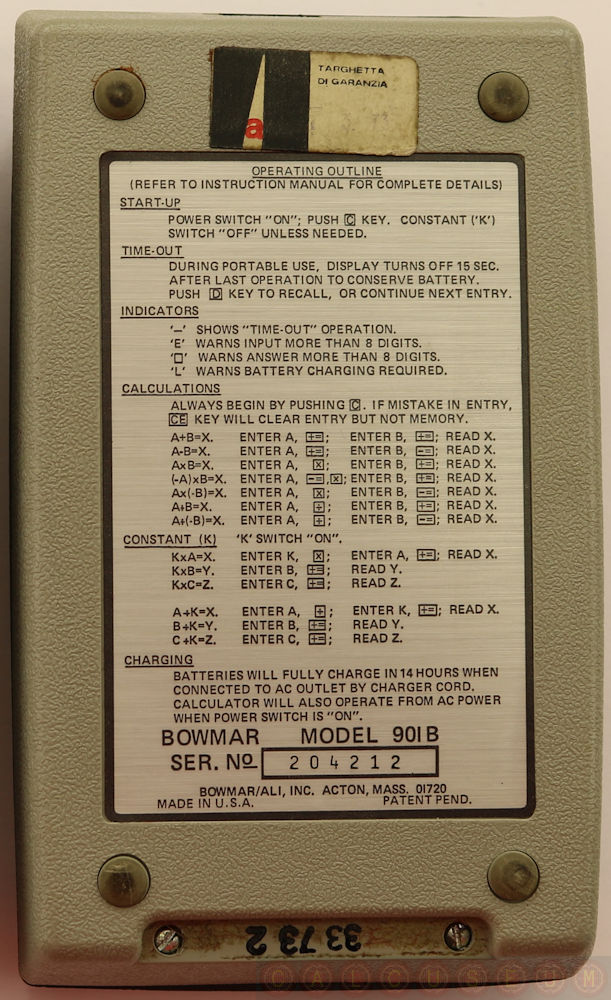 TARGHETTA
DI GARANZIA
a
OPERATING OUTLINE
(REFER TO INSTRUCTION MANUAL FOR COMPLETE DETAILS)
START-UP
POWER SWITCH "ON"; PUSH C KEY. CONSTANT ('K')
SWITCH "OFF" UNLESS NEEDED.
TIME-OUT
DURING PORTABLE USE, DISPLAY TURNS OFF 15 SEC.
AFTER LAST OPERATION TO CONSERVE BATTERY.
PUSH D KEY TO RECALL, OR CONTINUE NEXT ENTRY.
INDICATORS
'–' SHOWS "TIME-OUT" OPERATION.
'E' WARNS INPUT MORE THAN 8 DIGITS.
'□' WARNS ANSWER MORE THAN 8 DIGITS.
'L' WARNS BATTERY CHARGING REQUIRED.
CALCULATIONS
ALWAYS BEGIN BY PUSHING C. IF MISTAKE IN ENTRY,
CE KEY WILL CLEAR ENTRY BUT NOT MEMORY.
A+B=X. ENTER A, +=; ENTER B, +=; READ X.
A-B=X. ENTER A, +=; ENTER B, -=; READ X.
AxB=X. ENTER A, x; ENTER B, +=; READ X.
(-A)xB=X. ENTER A, -=,x; ENTER B, +=; READ X.
Ax(-B)=X. ENTER A, x; ENTER B, -=; READ X.
A÷B=X. ENTER A, ÷; ENTER B, +=; READ X.
A÷(-B)=X. ENTER A, ÷; ENTER B, -=; READ X.
CONSTANT (K) 'K' SWITCH "ON".
KxA=X. ENTER K, x; ENTER A, +=; READ X.
KxB=Y. ENTER B, +=; READ Y.
KxC=Z. ENTER C, +=; READ Z.
A÷K=X. ENTER A, ÷; ENTER K, +=; READ X.
B÷K=Y. ENTER B, +=; READ Y.
C÷K=Z. ENTER C, +=; READ Z.
CHARGING
BATTERIES WILL FULLY CHARGE IN 14 HOURS WHEN
CONNECTED TO AC OUTLET BY CHARGER CORD.
CALCULATOR WILL ALSO OPERATE FROM AC POWER
WHEN POWER SWITCH IS "ON".
BOWMAR MODEL 901B
SER. No 204212
BOWMAR/ALI, INC. ACTON, MASS. 01720
MADE IN U.S.A. PATENT PEND.
33732
CALCUSEUM